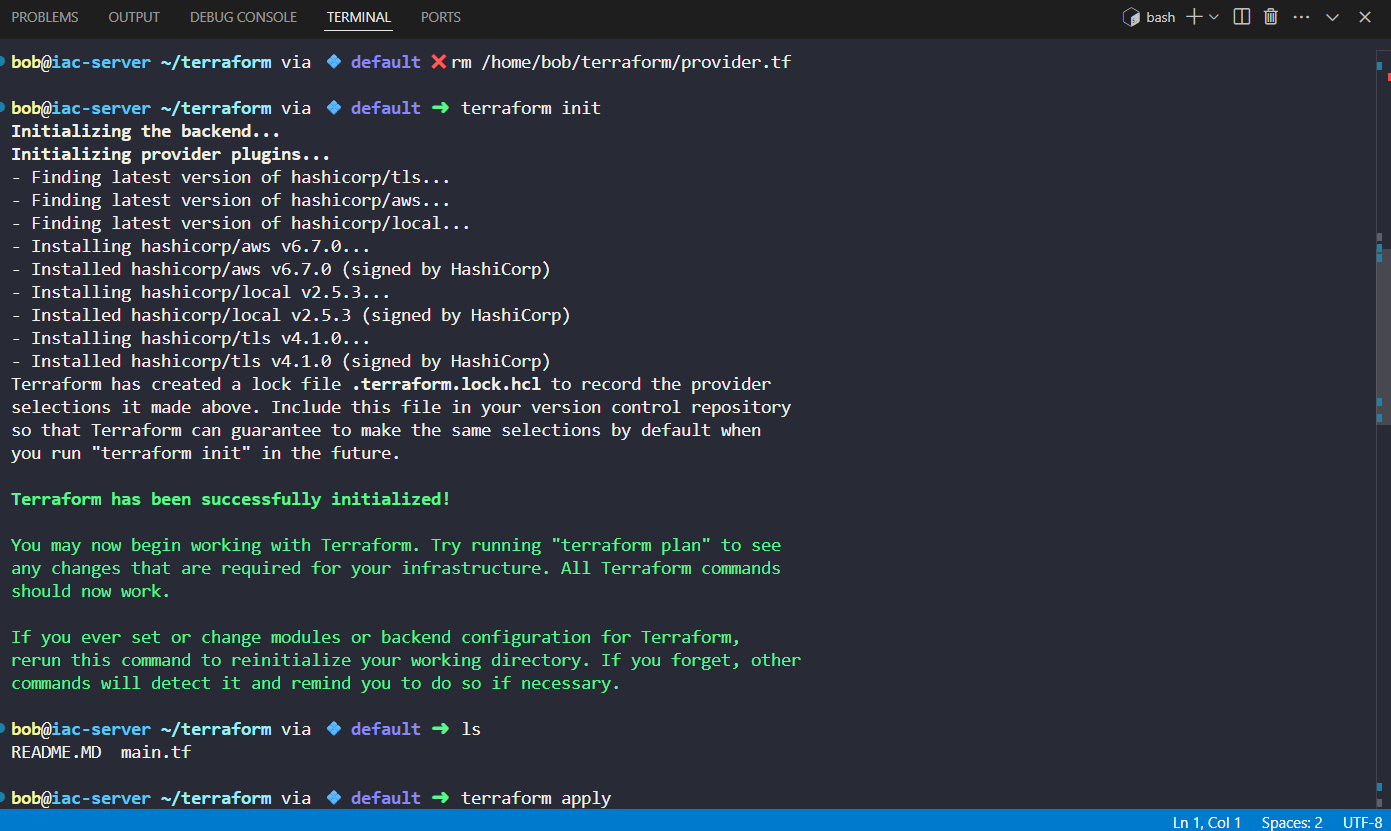 PROBLEMS OUTPUT DEBUG CONSOLE TERMINAL PORTS bash
bob@iac-server ~/terraform via default ❌rm /home/bob/terraform/provider.tf
bob@iac-server ~/terraform via default ➜ terraform init
Initializing the backend...
Initializing provider plugins...
- Finding latest version of hashicorp/tls...
- Finding latest version of hashicorp/aws...
- Finding latest version of hashicorp/local...
- Installing hashicorp/aws v6.7.0...
- Installed hashicorp/aws v6.7.0 (signed by HashiCorp)
- Installing hashicorp/local v2.5.3...
- Installed hashicorp/local v2.5.3 (signed by HashiCorp)
- Installing hashicorp/tls v4.1.0...
- Installed hashicorp/tls v4.1.0 (signed by HashiCorp)
Terraform has created a lock file .terraform.lock.hcl to record the provider
selections it made above. Include this file in your version control repository
so that Terraform can guarantee to make the same selections by default when
you run "terraform init" in the future.
Terraform has been successfully initialized!
You may now begin working with Terraform. Try running "terraform plan" to see
any changes that are required for your infrastructure. All Terraform commands
should now work.
If you ever set or change modules or backend configuration for Terraform,
rerun this command to reinitialize your working directory. If you forget, other
commands will detect it and remind you to do so if necessary.
bob@iac-server ~/terraform via default ➜ ls
README.MD main.tf
bob@iac-server ~/terraform via default ➜ terraform apply
Ln 1, Col 1 Spaces: 2 UTF-8